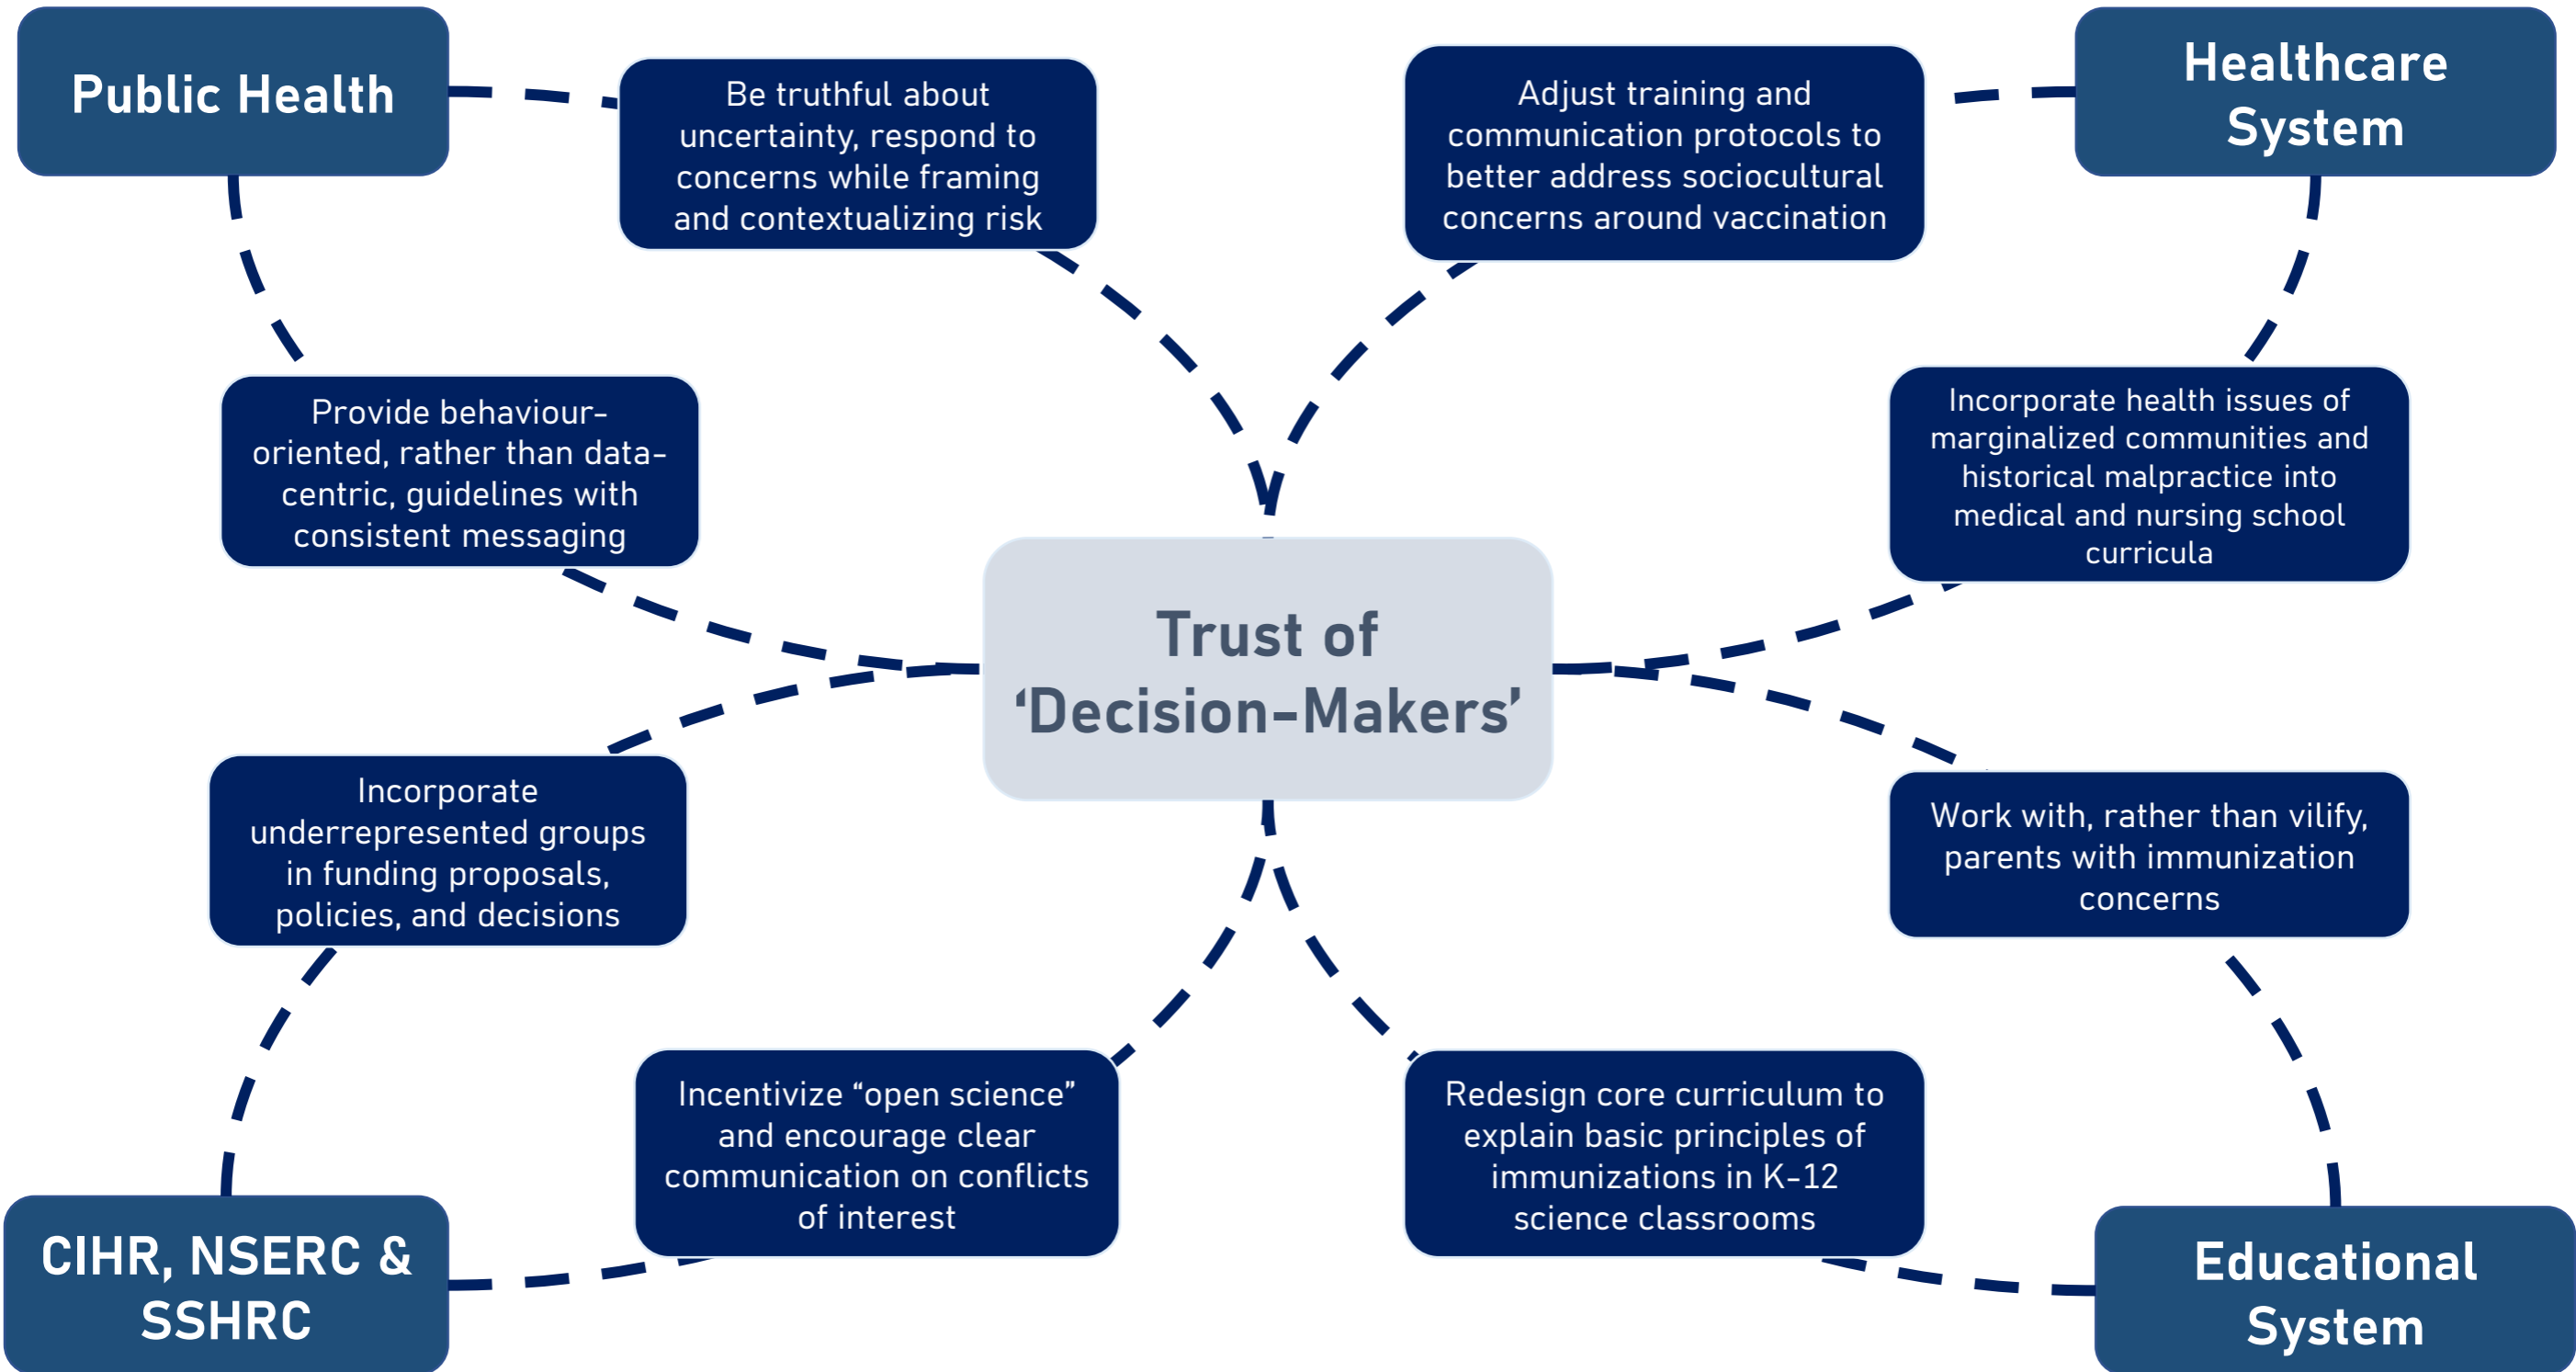 Public Health
Be truthful about
uncertainty, respond to
concerns while framing
and contextualizing risk
Adjust training and
communication protocols to
better address sociocultural
concerns around vaccination
Healthcare
System
Provide behaviour-
oriented, rather than data-
centric, guidelines with
consistent messaging
Incorporate health issues of
marginalized communities and
historical malpractice into
medical and nursing school
curricula
Trust of
‘Decision-Makers’
Incorporate
underrepresented groups
in funding proposals,
policies, and decisions
Work with, rather than vilify,
parents with immunization
concerns
Incentivize “open science”
and encourage clear
communication on conflicts
of interest
Redesign core curriculum to
explain basic principles of
immunizations in K-12
science classrooms
CIHR, NSERC &
SSHRC
Educational
System